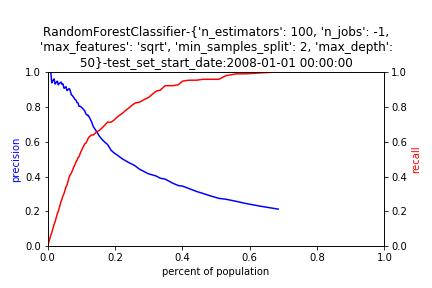 RandomForestClassifier-{'n_estimators': 100, 'n_jobs': -1,
'max_features': 'sqrt', 'min_samples_split': 2, 'max_depth':
50}-test_set_start_date:2008-01-01 00:00:00
1.0
0.8
0.6
0.4
0.2
0.0
precision
1.0
0.8
0.6
0.4
0.2
0.0
recall
0.0 0.2 0.4 0.6 0.8 1.0
percent of population